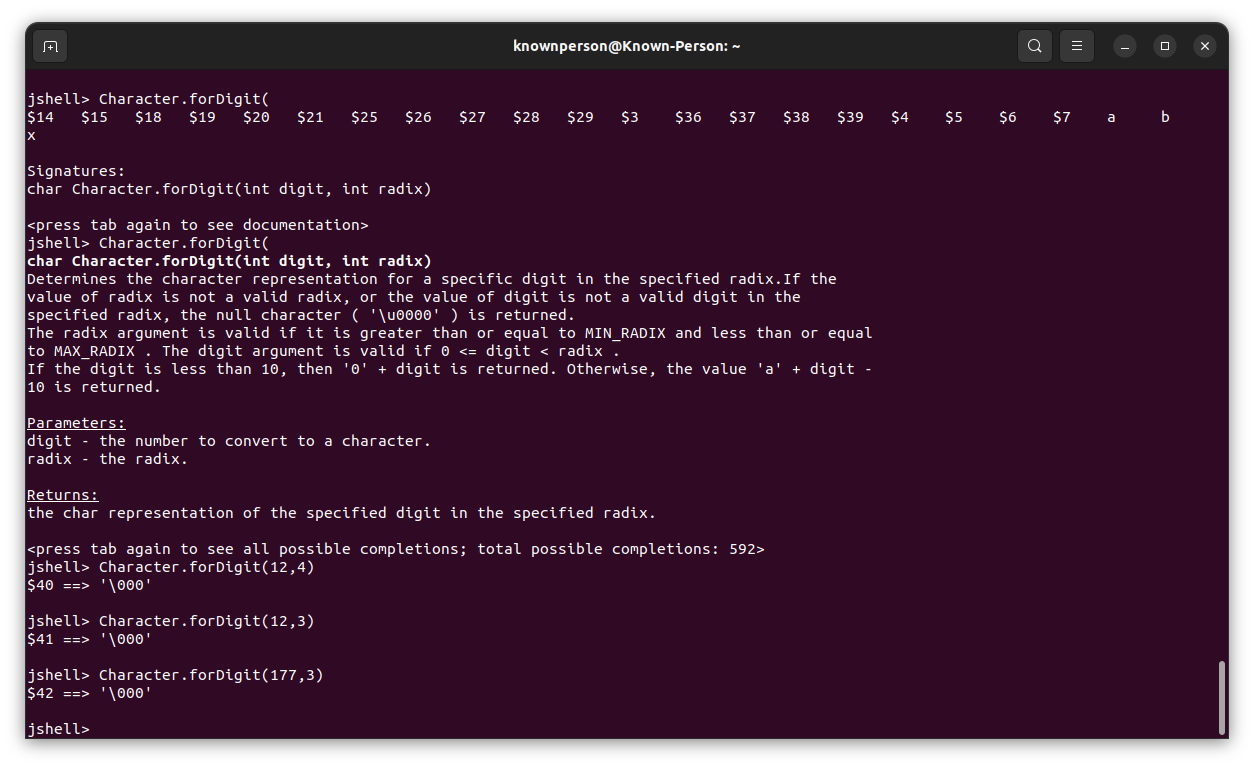 knownperson@Known-Person: ~
jshell> Character.forDigit(
$14   $15   $18   $19   $20   $21   $25   $26   $27   $28   $29   $3    $36   $37   $38   $39   $4    $5    $6    $7    a     b
x
Signatures:
char Character.forDigit(int digit, int radix)
<press tab again to see documentation>
jshell> Character.forDigit(
char Character.forDigit(int digit, int radix)
Determines the character representation for a specific digit in the specified radix.If the
value of radix is not a valid radix, or the value of digit is not a valid digit in the
specified radix, the null character ( '\u0000' ) is returned.
The radix argument is valid if it is greater than or equal to MIN_RADIX and less than or equal
to MAX_RADIX . The digit argument is valid if 0 <= digit < radix .
If the digit is less than 10, then '0' + digit is returned. Otherwise, the value 'a' + digit -
10 is returned.
Parameters:
digit - the number to convert to a character.
radix - the radix.
Returns:
the char representation of the specified digit in the specified radix.
<press tab again to see all possible completions; total possible completions: 592>
jshell> Character.forDigit(12,4)
$40 ==> '\000'
jshell> Character.forDigit(12,3)
$41 ==> '\000'
jshell> Character.forDigit(177,3)
$42 ==> '\000'
jshell>